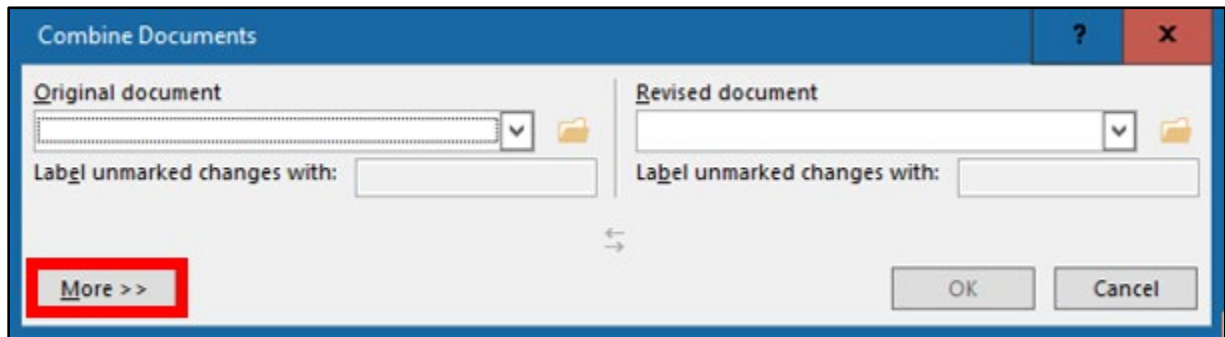 Combine Documents ? x
Original document
Revised document
Label unmarked changes with:
Label unmarked changes with:
More >>
OK Cancel